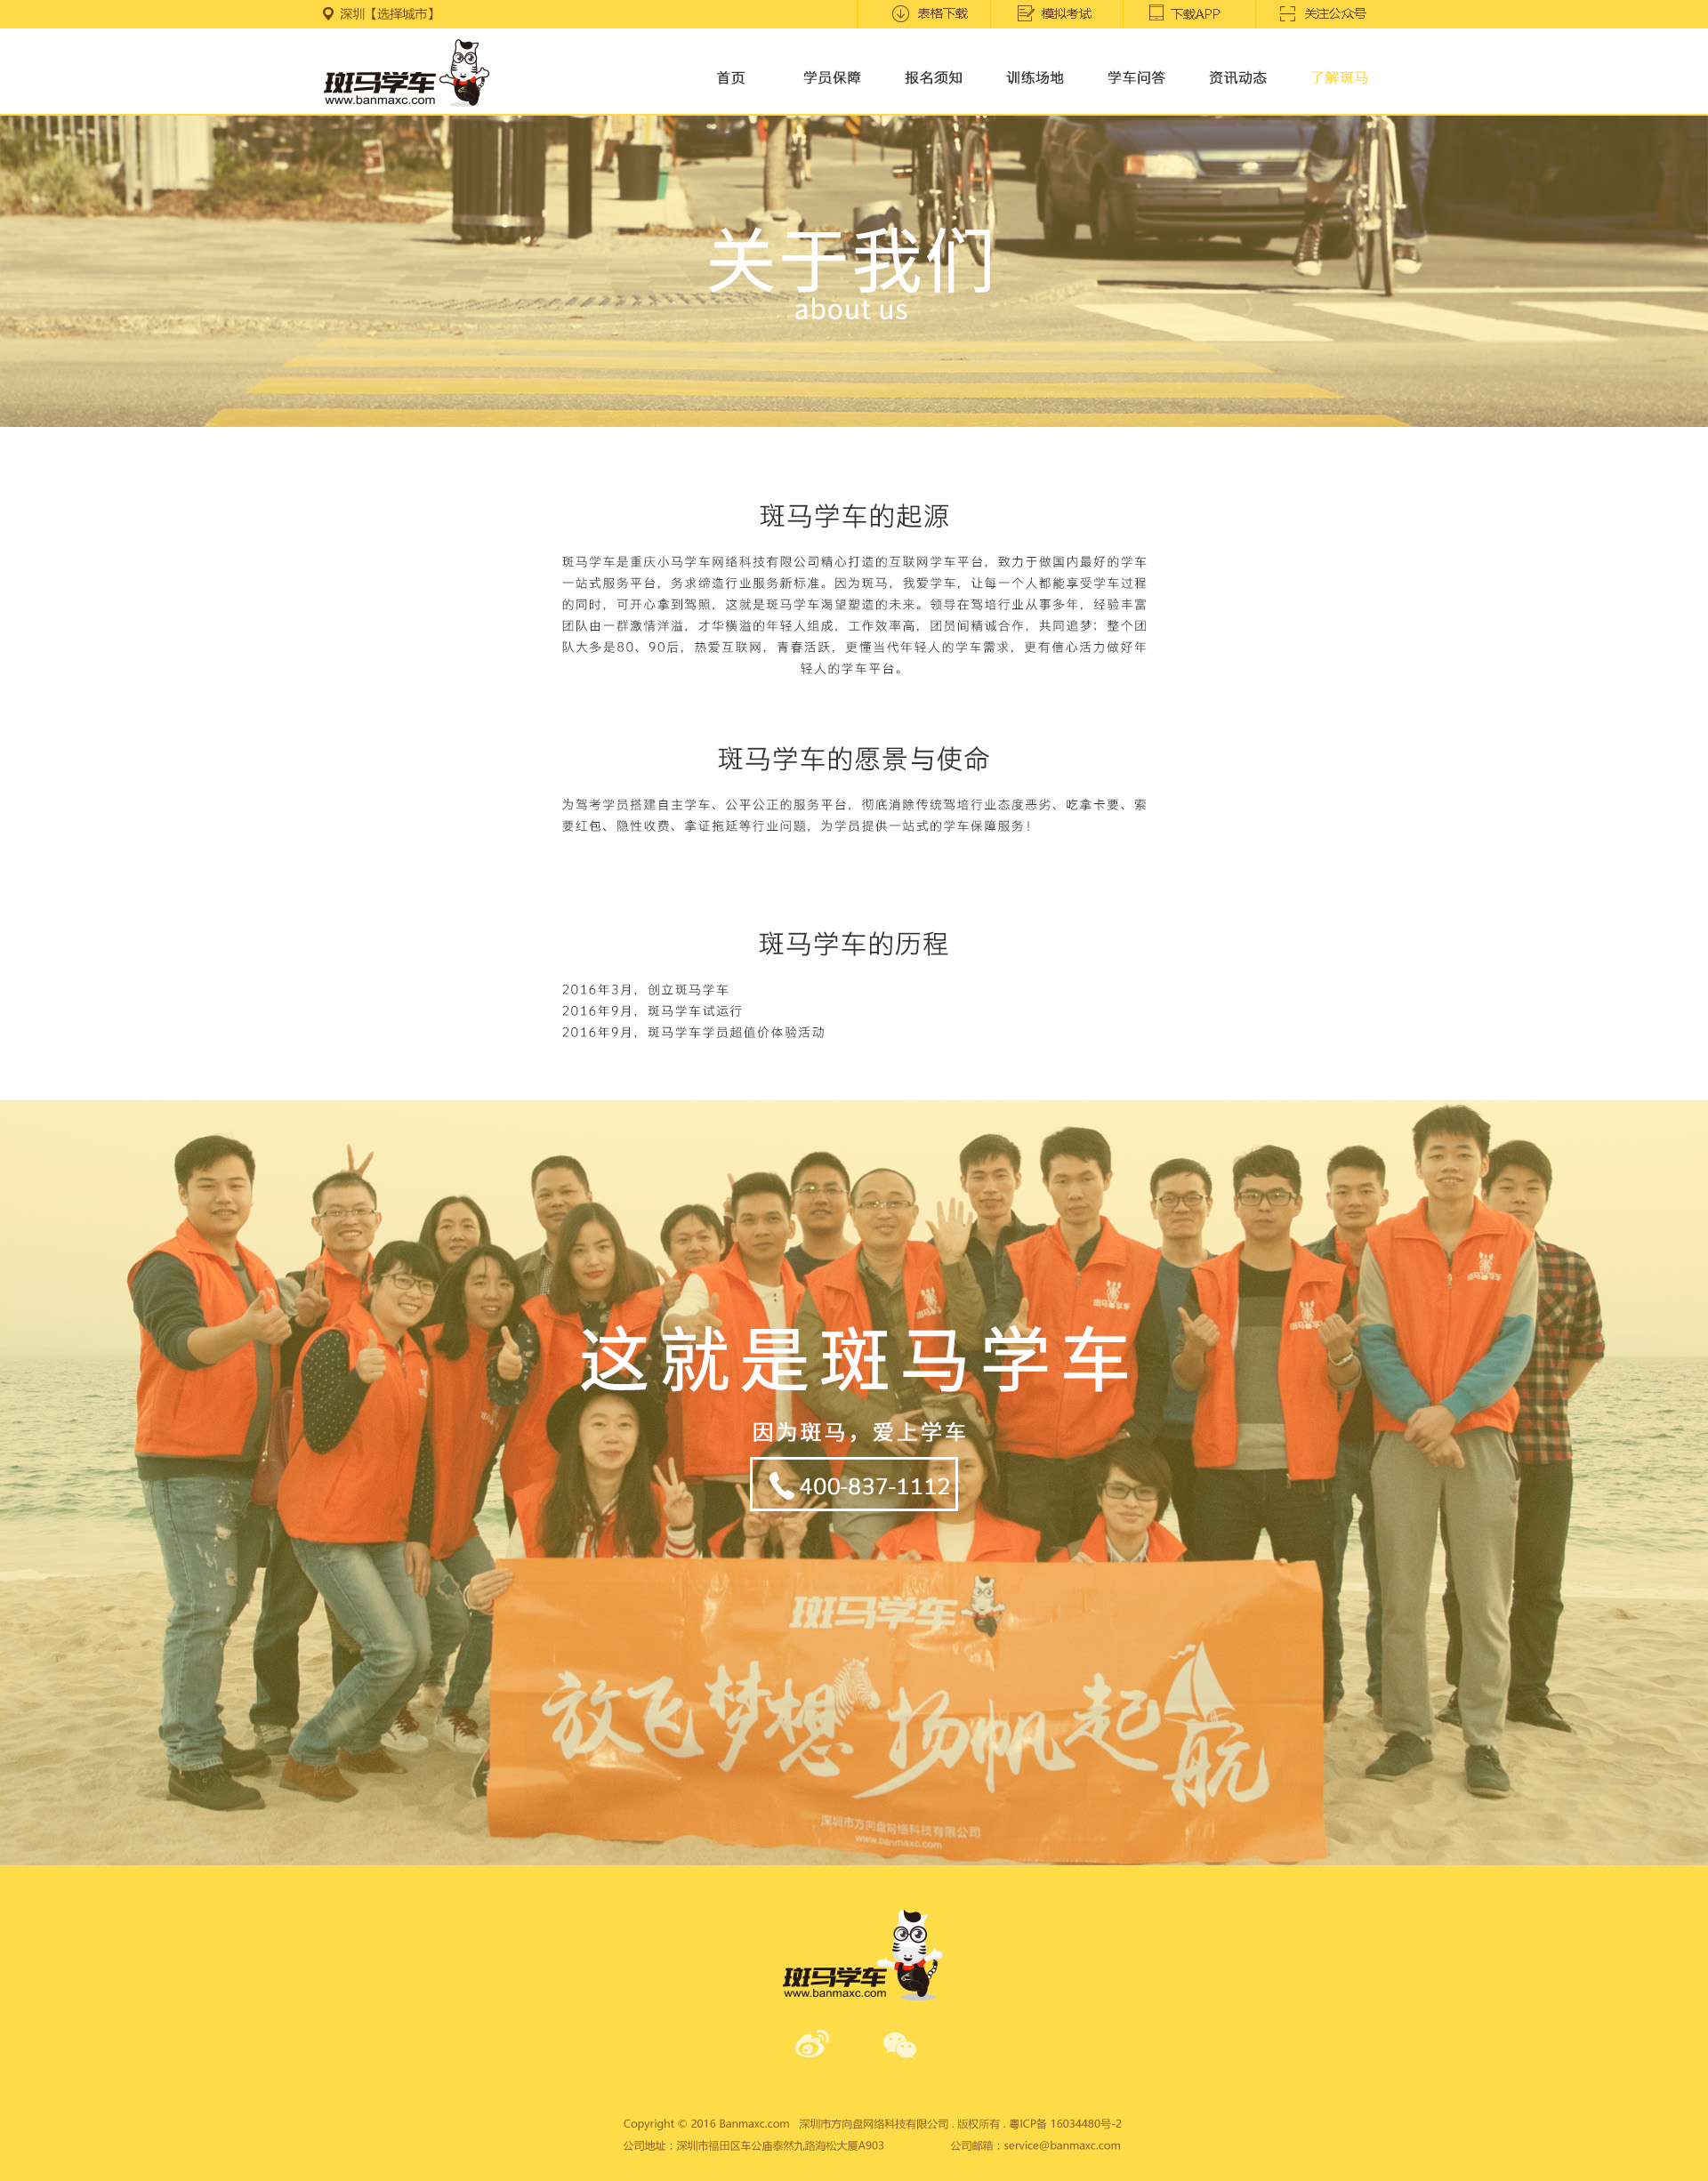 深圳【选择城市】
表格下载
模拟考试
下载APP
关注公众号
斑马学车
www.banmaxc.com
首页
学员保障
报名须知
训练场地
学车问答
资讯动态
了解斑马
关于我们
about us
斑马学车的起源
斑马学车是重庆小马学车网络科技有限公司精心打造的互联网学车平台，致力于做国内最好的学车
一站式服务平台，务求缔造行业服务新标准。因为斑马，我爱学车，让每一个人都能享受学车过程
的同时，可开心拿到驾照，这就是斑马学车渴望塑造的未来。领导在驾培行业从事多年，经验丰富
团队由一群激情洋溢，才华横溢的年轻人组成，工作效率高，团员间精诚合作，共同追梦；整个团
队大多是80、90后，热爱互联网，青春活跃，更懂当代年轻人的学车需求，更有信心活力做好年
轻人的学车平台。
斑马学车的愿景与使命
为驾考学员搭建自主学车、公平公正的服务平台，彻底消除传统驾培行业态度恶劣、吃拿卡要、索
要红包、隐性收费、拿证拖延等行业问题，为学员提供一站式的学车保障服务！
斑马学车的历程
2016年3月，创立斑马学车
2016年9月，斑马学车试运行
2016年9月，斑马学车学员超值价体验活动
这就是斑马学车
因为斑马，爱上学车
400-837-1112
斑马学车
放飞梦想 扬帆起航
深圳市方向盘网络科技有限公司
www.banmaxc.com
斑马学车
www.banmaxc.com
Copyright © 2016 Banmaxc.com 深圳市方向盘网络科技有限公司 . 版权所有 . 粤ICP备 16034480号-2
公司地址：深圳市福田区车公庙泰然九路海松大厦A903 公司邮箱：service@banmaxc.com